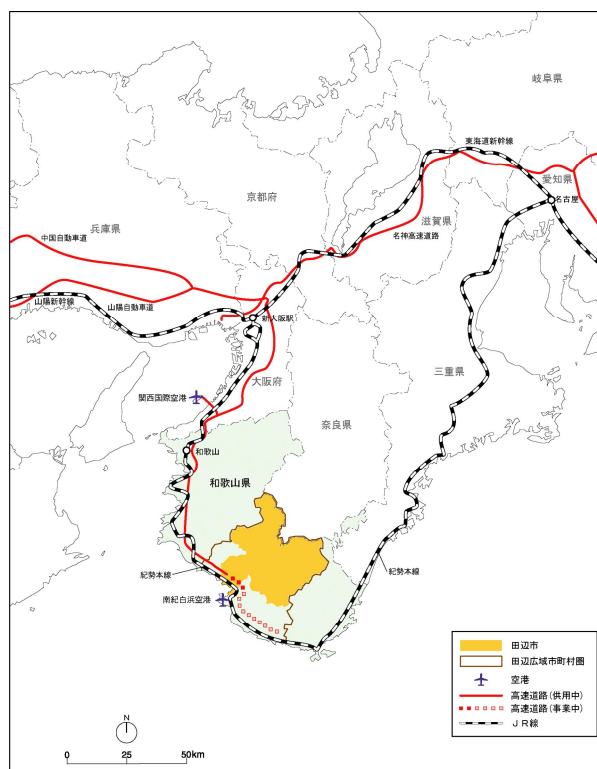 岐阜県
東海道新幹線
愛知県
名古屋
京都府
滋賀県
兵庫県
中国自動車道
名神高速道路
山陽新幹線
山陽自動車道
新大阪駅
三重県
大阪府
関西国際空港
奈良県
和歌山
和歌山県
紀勢本線
紀勢本線
南紀白浜空港
田辺市
田辺広域市町村圏
空港
高速道路(供用中)
高速道路(事業中)
ＪＲ線
N
0 25 50km